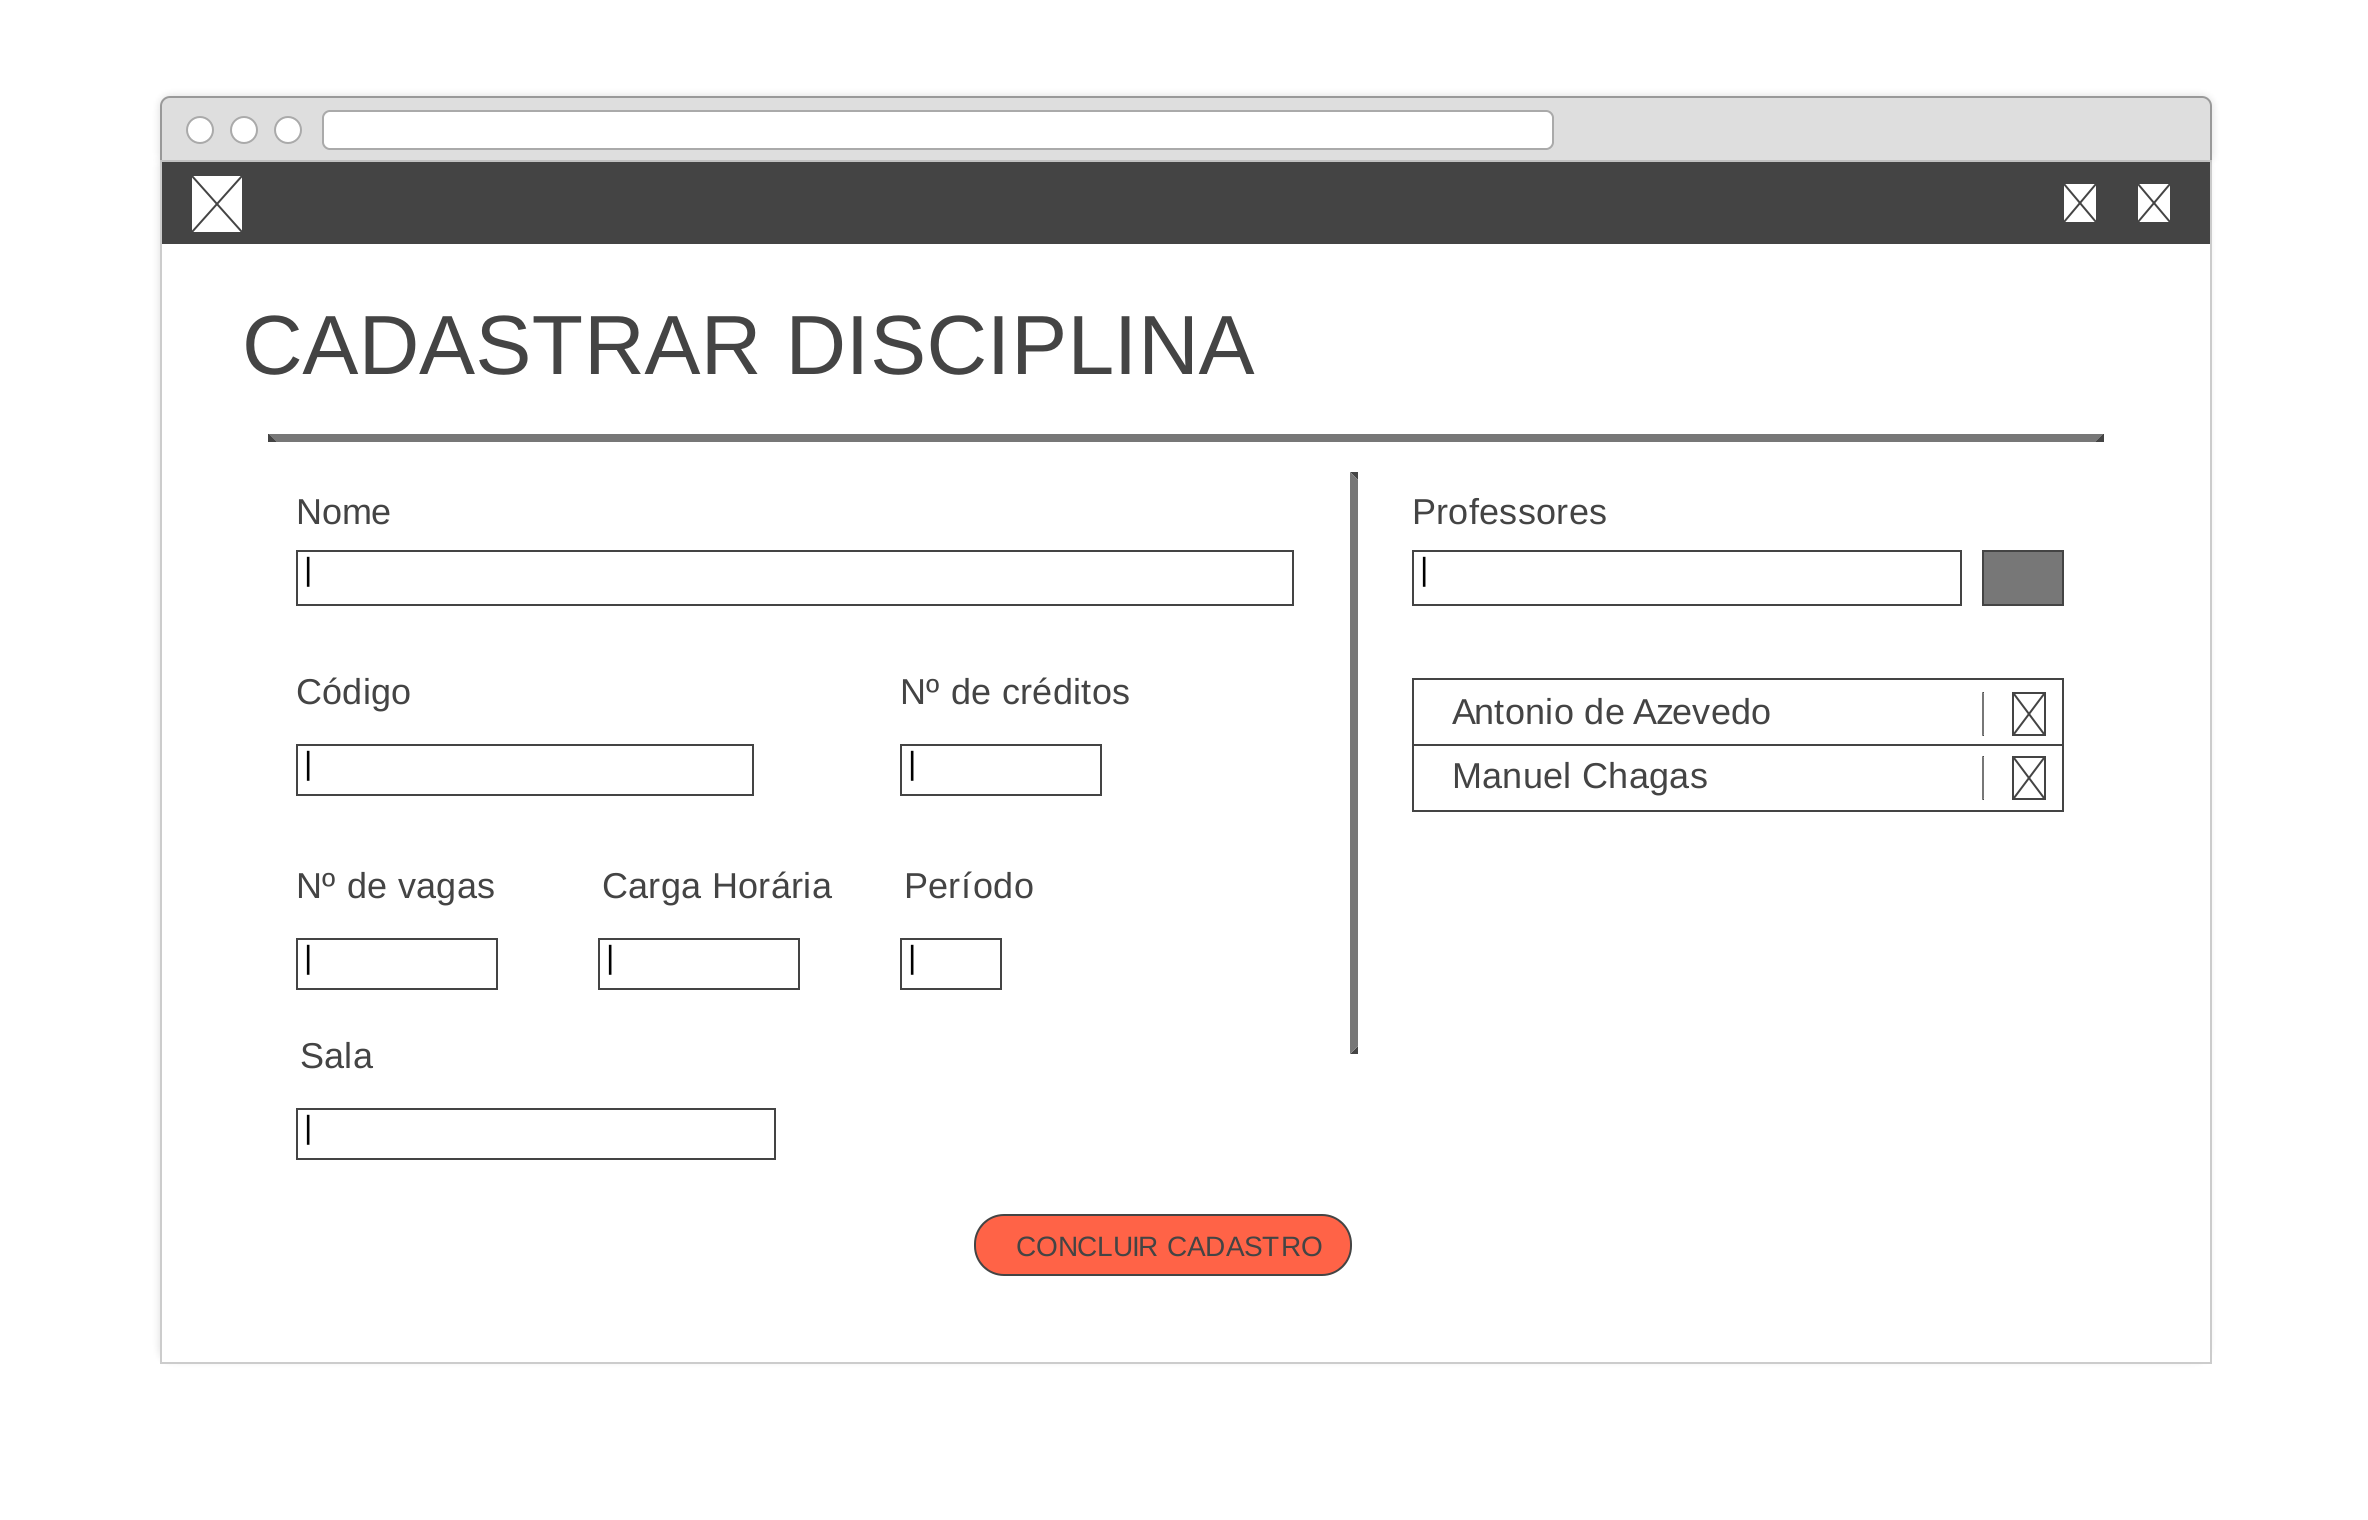 CADASTRAR DISCIPLINA
Nome
Código
Nº de créditos
Nº de vagas
Carga Horária
Período
Sala
Professores
Antonio de Azevedo
Manuel Chagas
CONCLUIR CADASTRO